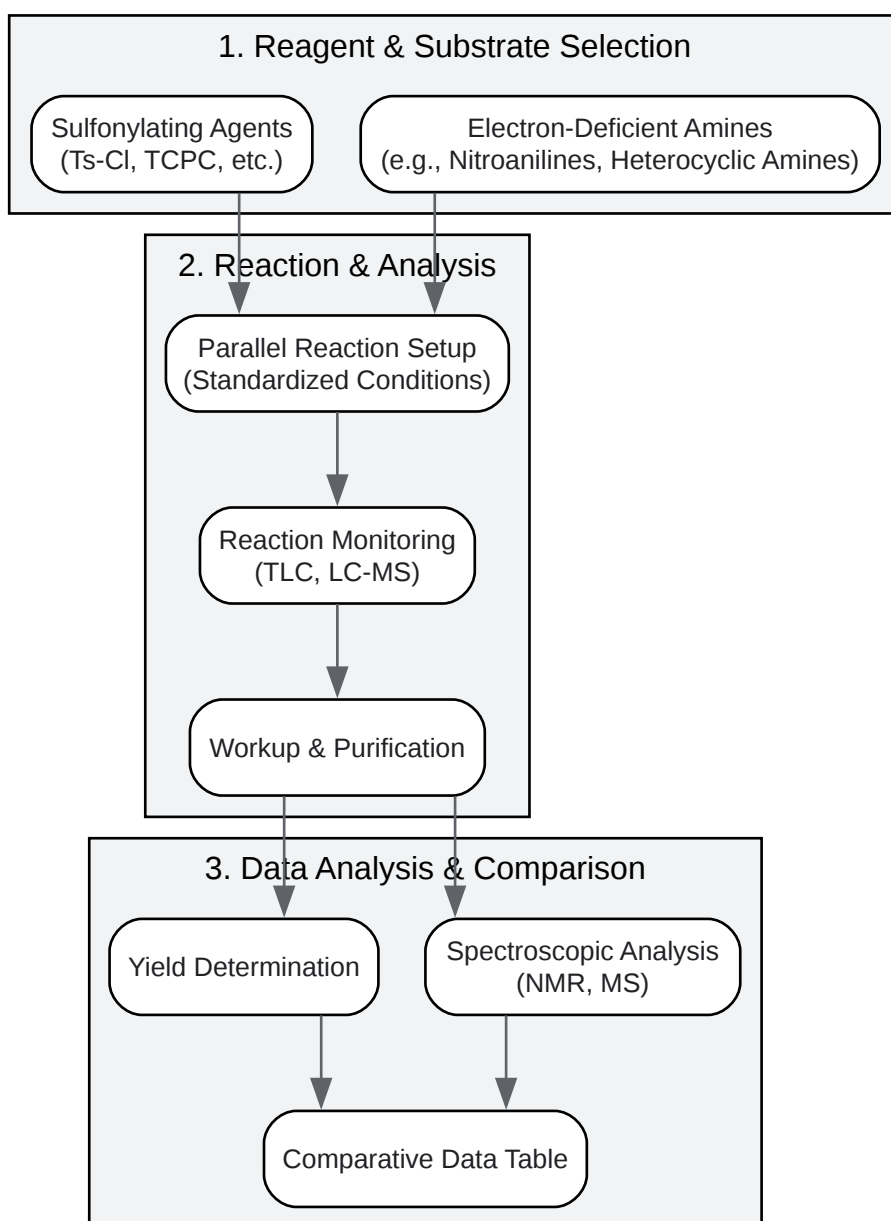 1. Reagent & Substrate Selection
Sulfonylating Agents
(Ts-Cl, TCPC, etc.)
Electron-Deficient Amines
(e.g., Nitroanilines, Heterocyclic Amines)
2. Reaction & Analysis
Parallel Reaction Setup
(Standardized Conditions)
Reaction Monitoring
(TLC, LC-MS)
Workup & Purification
3. Data Analysis & Comparison
Yield Determination
Spectroscopic Analysis
(NMR, MS)
Comparative Data Table